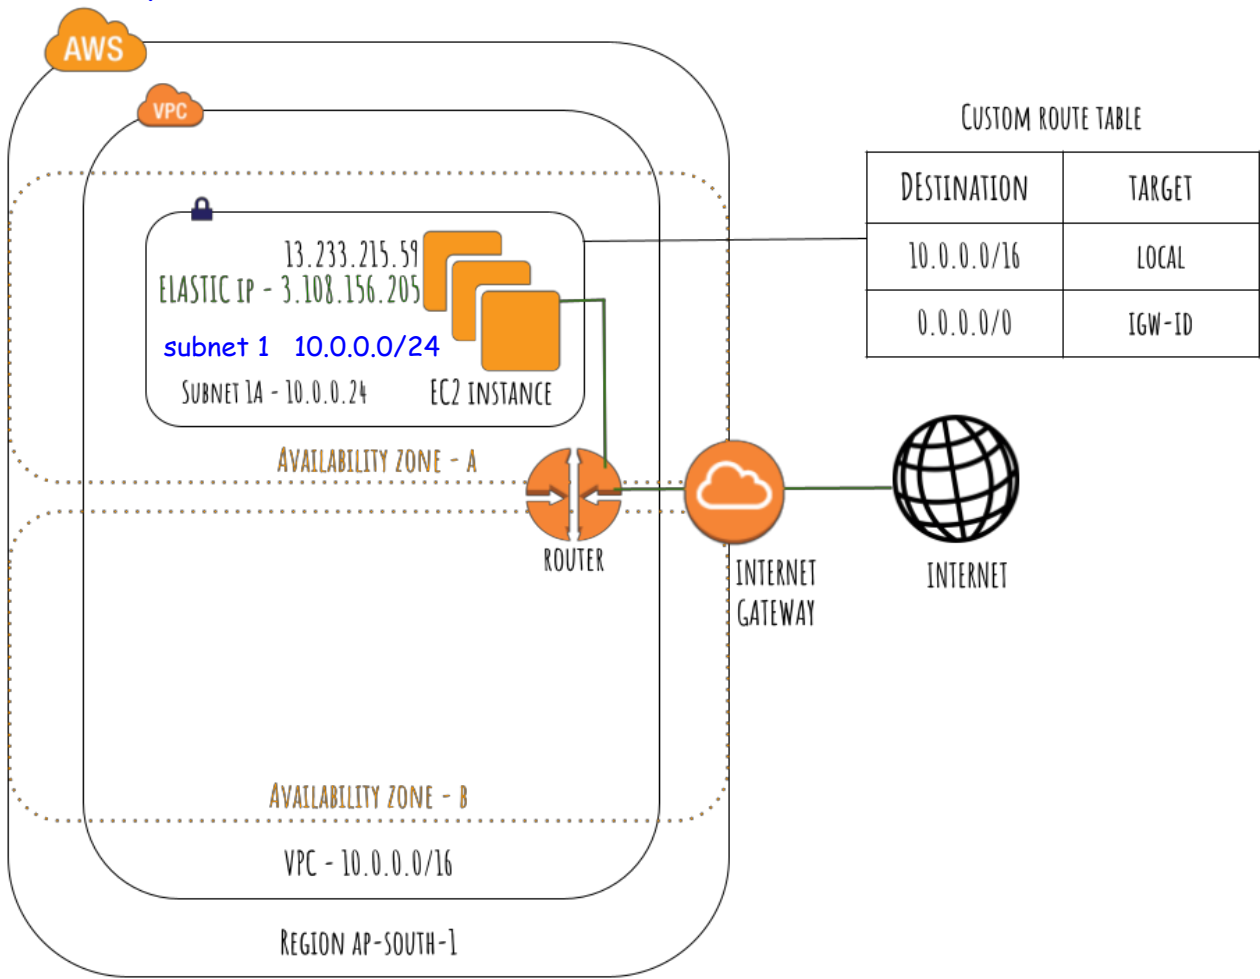 AWS
VPC
CUSTOM ROUTE TABLE
DESTINATION TARGET
10.0.0.0/16 LOCAL
0.0.0.0/0 IGW-ID
13.233.215.59
ELASTIC IP - 3.108.156.205
subnet 1 10.0.0.0/24
SUBNET 1A - 10.0.0.24
EC2 INSTANCE
AVAILABILITY ZONE - A
ROUTER
INTERNET
GATEWAY
INTERNET
AVAILABILITY ZONE - B
VPC - 10.0.0.0/16
REGION AP-SOUTH-1